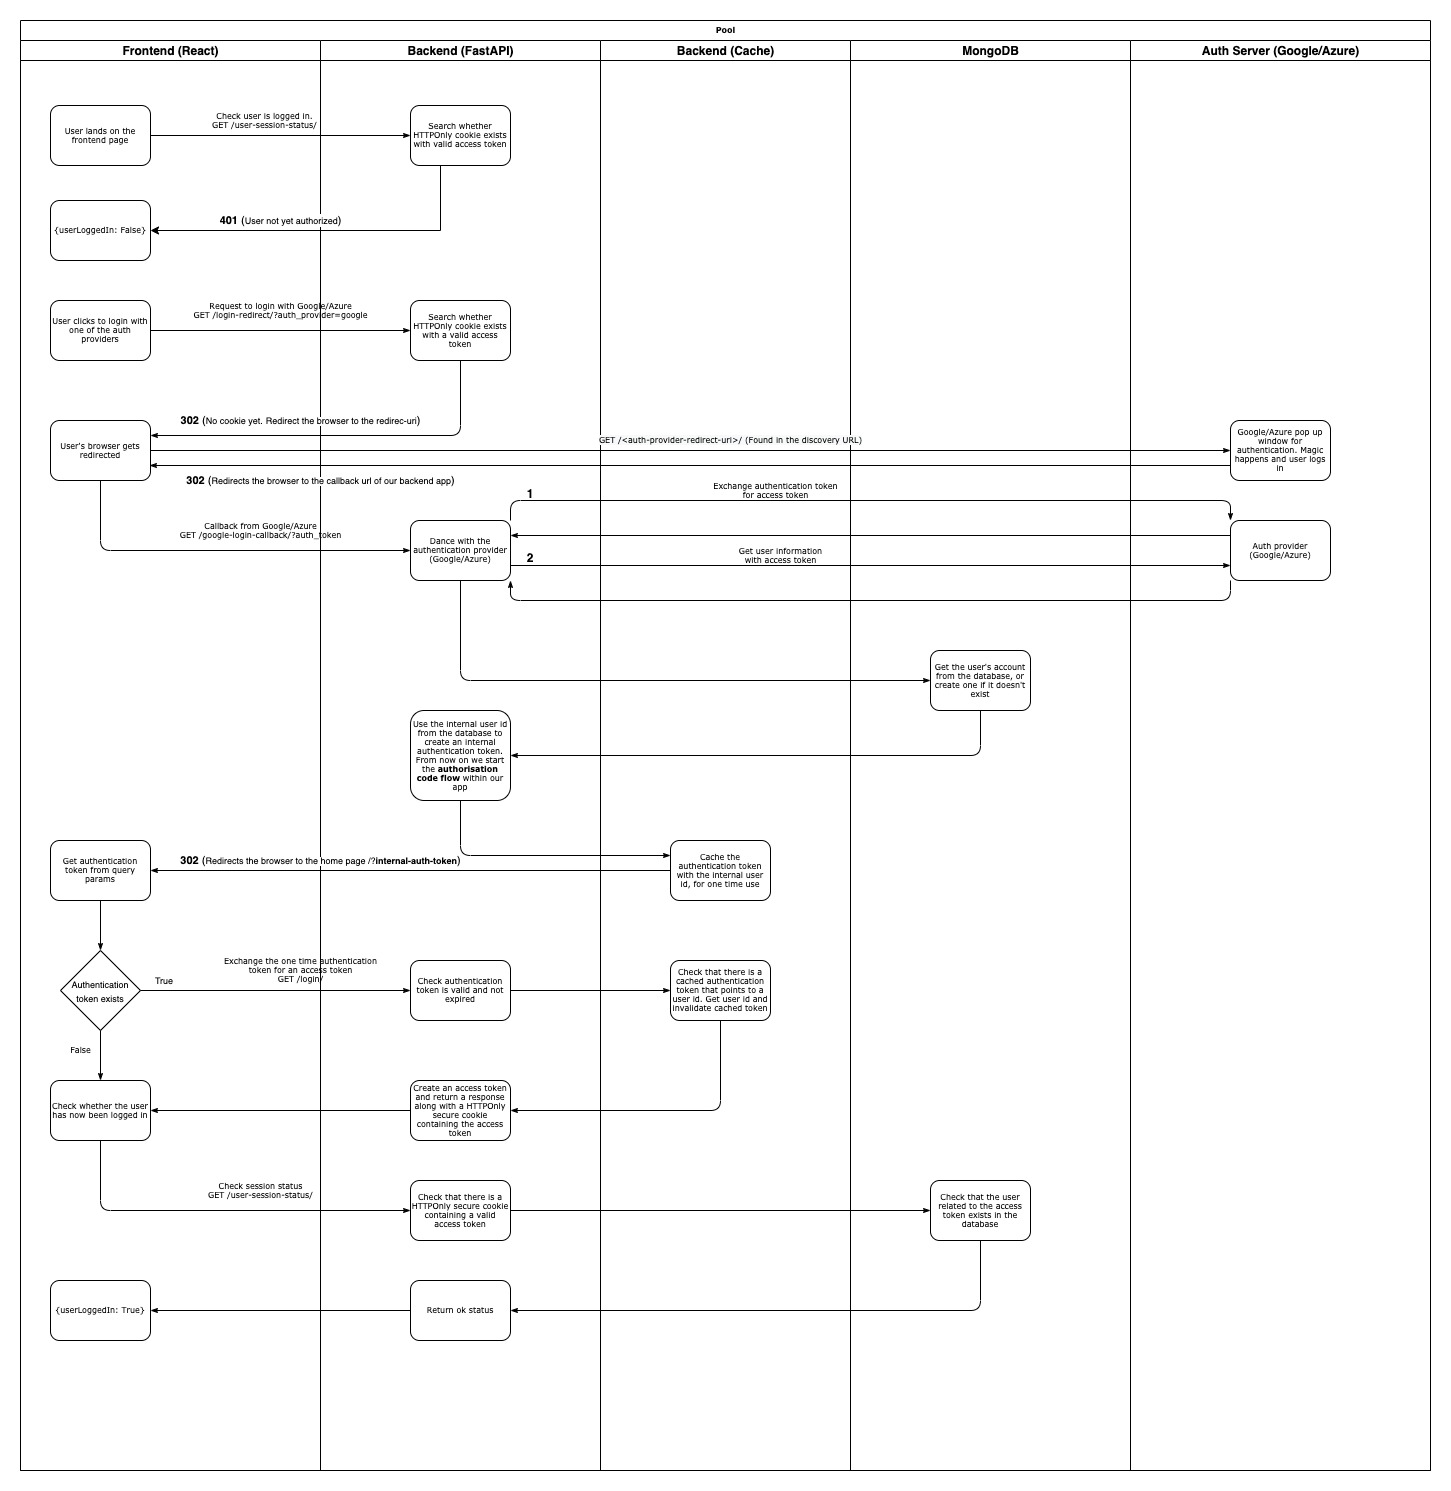 Pool
Frontend (React)
Backend (FastAPI)
Backend (Cache)
MongoDB
Auth Server (Google/Azure)
User lands on the
frontend page
Check user is logged in.
GET /user-session-status/
Search whether
HTTPOnly cookie exists
with valid access token
{userLoggedIn: False}
401 (User not yet authorized)
User clicks to login with
one of the auth
providers
Request to login with Google/Azure
GET /login-redirect/?auth_provider=google
Search whether
HTTPOnly cookie exists
with a valid access
token
302 (No cookie yet. Redirect the browser to the redirec-uri)
User's browser gets
redirected
GET /<auth-provider-redirect-uri>/ (Found in the discovery URL)
Google/Azure pop up
window for
authentication. Magic
happens and user logs
in
302 (Redirects the browser to the callback url of our backend app)
1
Exchange authentication token
for access token
Callback from Google/Azure
GET /google-login-callback/?auth_token
Dance with the
authentication provider
(Google/Azure)
2
Get user information
with access token
Auth provider
(Google/Azure)
Get the user's account
from the database, or
create one if it doesn't
exist
Use the internal user id
from the database to
create an internal
authentication token.
From now on we start
the authorisation
code flow within our
app
Get authentication
token from query
params
302 (Redirects the browser to the home page /?internal-auth-token)
Cache the
authentication token
with the internal user
id, for one time use
Authentication
token exists
True
Exchange the one time authentication
token for an access token
GET /login/
Check authentication
token is valid and not
expired
Check that there is a
cached authentication
token that points to a
user id. Get user id and
invalidate cached token
False
Check whether the user
has now been logged in
Create an access token
and return a response
along with a HTTPOnly
secure cookie
containing the access
token
Check session status
GET /user-session-status/
Check that there is a
HTTPOnly secure cookie
containing a valid
access token
Check that the user
related to the access
token exists in the
database
{userLoggedIn: True}
Return ok status